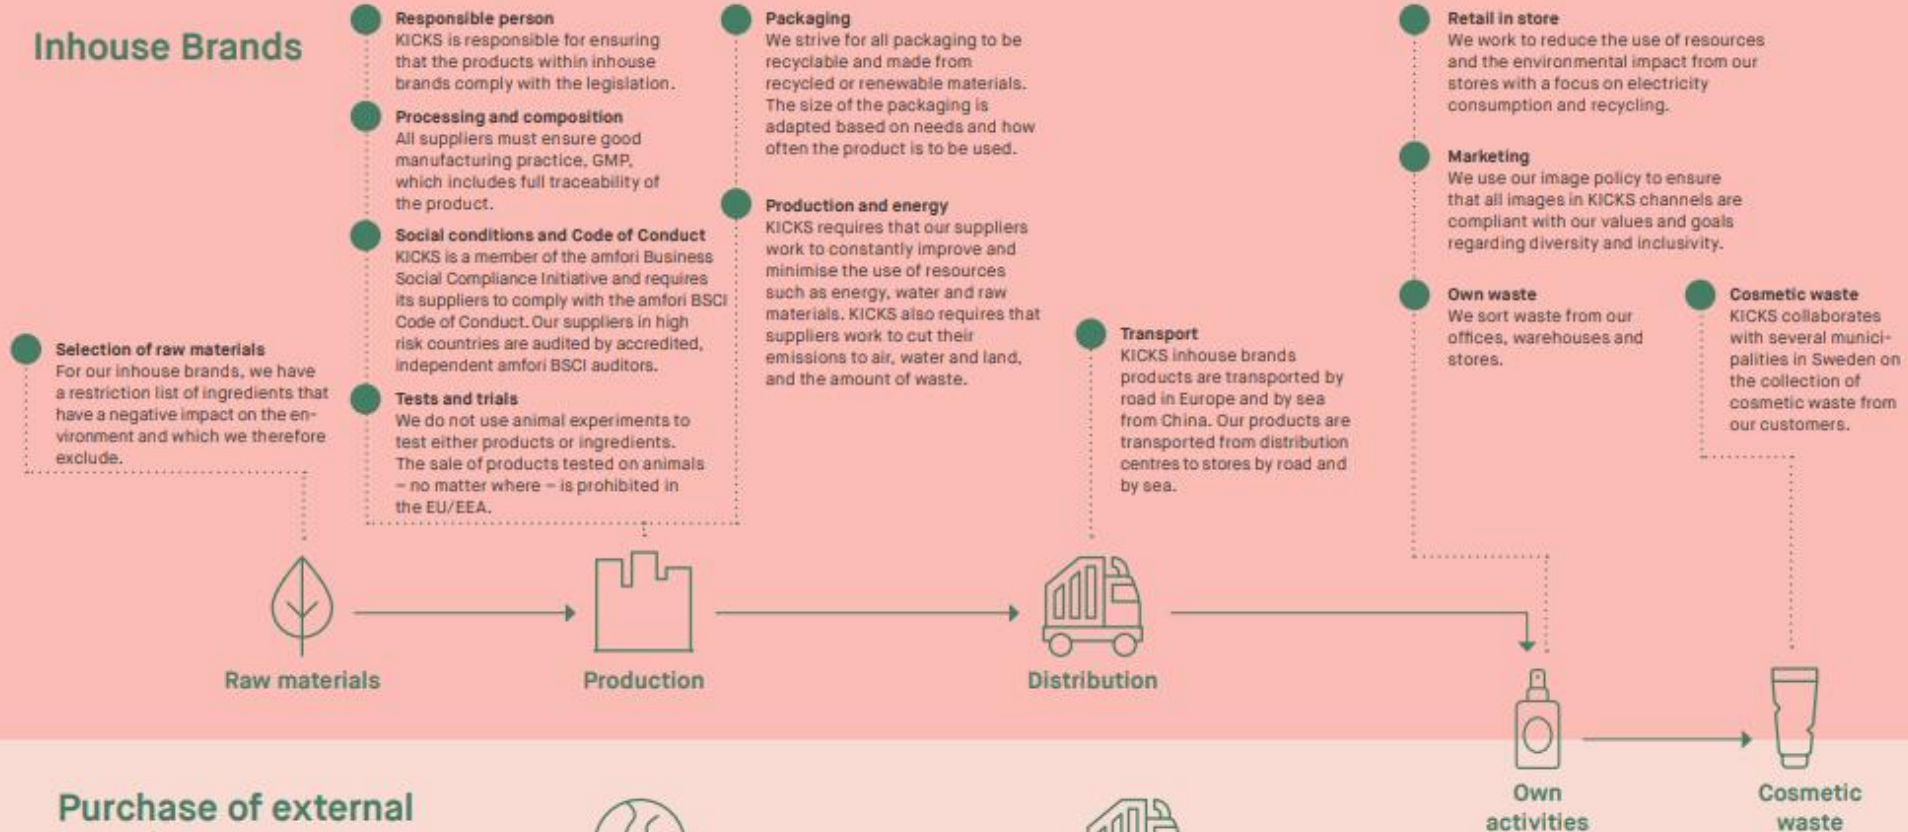 Inhouse Brands
Selection of raw materials
For our inhouse brands, we have
a restriction list of ingredients that
have a negative impact on the en-
vironment and which we therefore
exclude.
Responsible person
KICKS is responsible for ensuring
that the products within inhouse
brands comply with the legislation.
Processing and composition
All suppliers must ensure good
manufacturing practice, GMP,
which includes full traceability of
the product.
Social conditions and Code of Conduct
KICKS is a member of the amfori Business
Social Compliance Initiative and requires
its suppliers to comply with the amfori BSCI
Code of Conduct. Our suppliers in high
risk countries are audited by accredited,
independent amfori BSCI auditors.
Tests and trials
We do not use animal experiments to
test either products or ingredients.
The sale of products tested on animals
– no matter where – is prohibited in
the EU/EEA.
Packaging
We strive for all packaging to be
recyclable and made from
recycled or renewable materials.
The size of the packaging is
adapted based on needs and how
often the product is to be used.
Production and energy
KICKS requires that our suppliers
work to constantly improve and
minimise the use of resources
such as energy, water and raw
materials. KICKS also requires that
suppliers work to cut their
emissions to air, water and land,
and the amount of waste.
Transport
KICKS inhouse brands
products are transported by
road in Europe and by sea
from China. Our products are
transported from distribution
centres to stores by road and
by sea.
Retail in store
We work to reduce the use of resources
and the environmental impact from our
stores with a focus on electricity
consumption and recycling.
Marketing
We use our image policy to ensure
that all images in KICKS channels are
compliant with our values and goals
regarding diversity and inclusivity.
Own waste
We sort waste from our
offices, warehouses and
stores.
Cosmetic waste
KICKS collaborates
with several munici-
palities in Sweden on
the collection of
cosmetic waste from
our customers.
Raw materials
Production
Distribution
Own
activities
Cosmetic
waste
Purchase of external